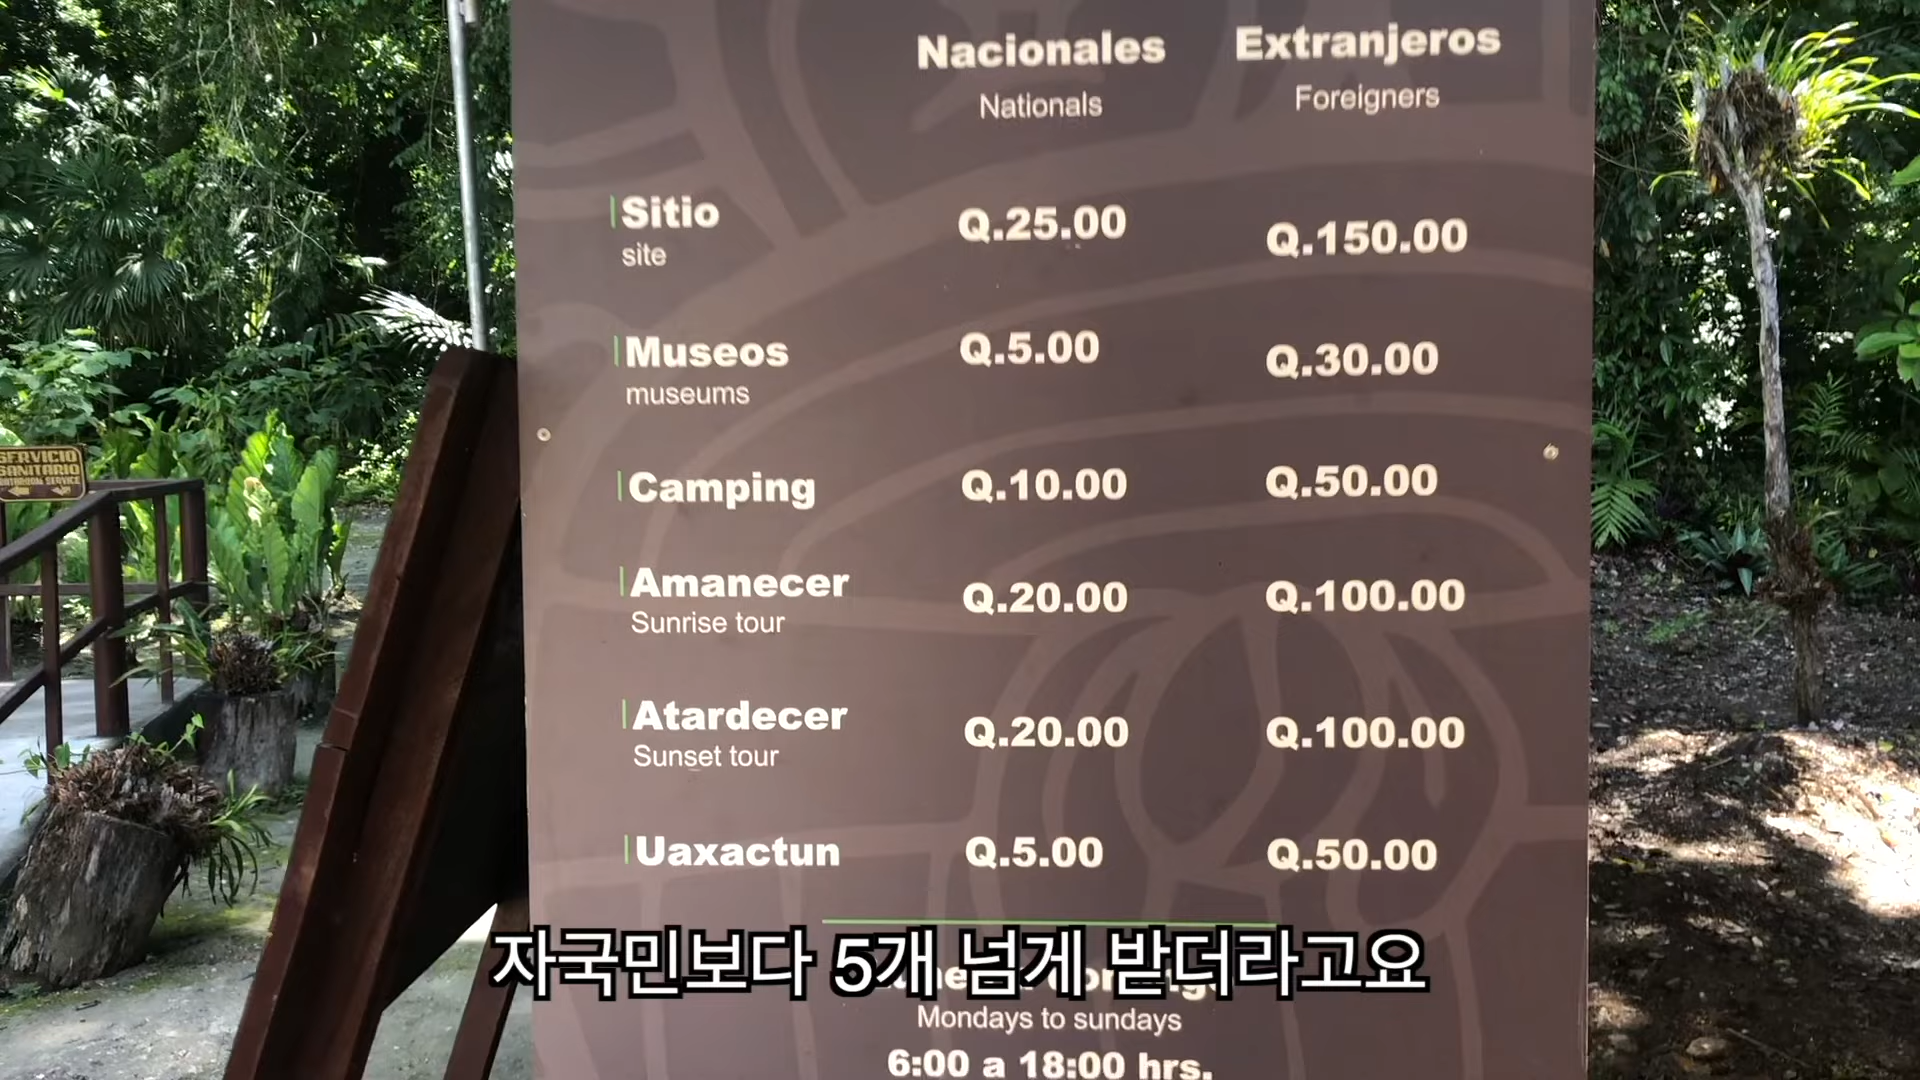 Nacionales Extranjeros
Nationals Foreigners
Sitio Q.25.00 Q.150.00
site
Museos Q.5.00 Q.30.00
museums
Camping Q.10.00 Q.50.00
Amanecer Q.20.00 Q.100.00
Sunrise tour
Atardecer Q.20.00 Q.100.00
Sunset tour
Uaxactun Q.5.00 Q.50.00
SERVICIO
SANITARIO
자국민보다 5개 넘게 받더라고요
Mondays to sundays
6:00 a 18:00 hrs.